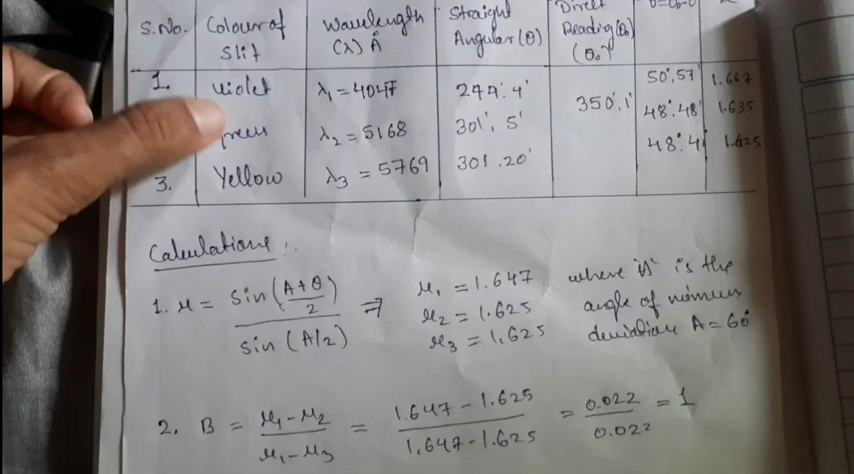 S.No. Colour of Slit Wavelength (λ) Å Straight Angular (θ) Direct Reading (θ₀) (θ₀)
1. Violet λ₁ = 4047 299°.4' 50°.57' 1.667
350°.1'
λ₂ = 5168 301°. 5' 48°.48' 1.635
3. Yellow λ₃ = 5769 301.20' 48°.4 1.625
Calculations :.
1. μ = sin(A+θ/2) / sin(A/2) ⇒ μ₁ = 1.647 where is the
μ₂ = 1.625 angle of
μ₃ = 1.625 deviation A = 60°
2. B = μ₁ - μ₂ / μ₁ - μ₃ = 1.647 - 1.625 / 1.647 - 1.625 = 0.022 / 0.022 = 1